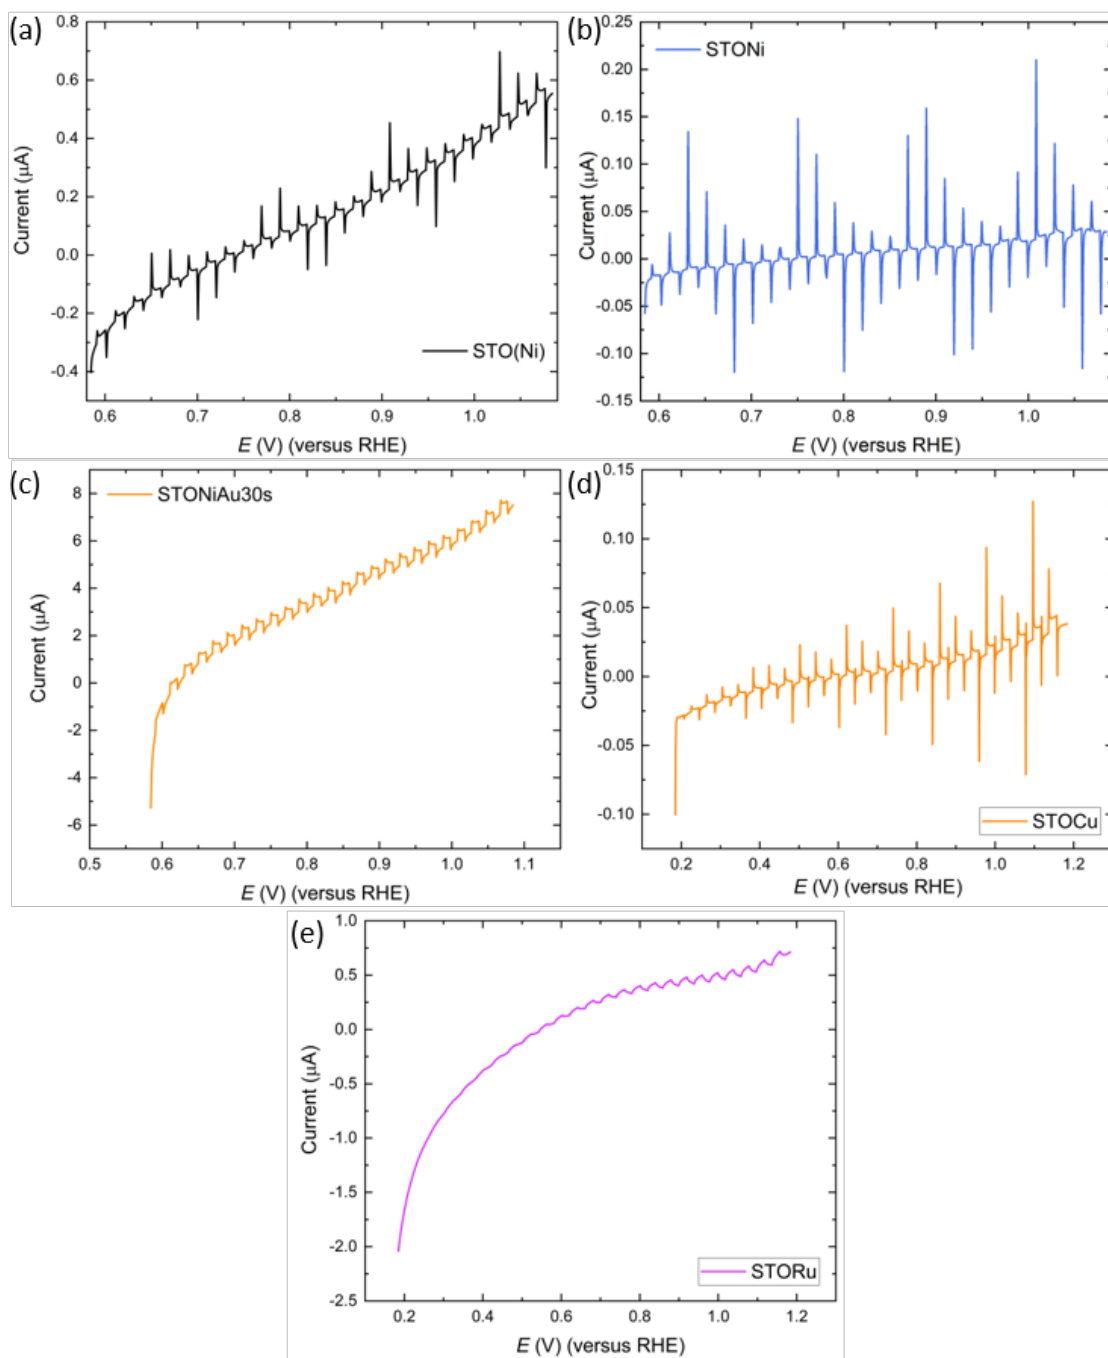 (a)
0.8
0.6
0.4
0.2
0.0
-0.2
-0.4
Current (μA)
STO(Ni)
0.6 0.7 0.8 0.9 1.0
E (V) (versus RHE)
(b)
0.25
0.20
0.15
0.10
0.05
0.00
-0.05
-0.10
-0.15
Current (μA)
STONi
0.6 0.7 0.8 0.9 1.0
E (V) (versus RHE)
(c)
8
6
4
2
0
-2
-4
-6
Current (μA)
STONiAu30s
0.5 0.6 0.7 0.8 0.9 1.0 1.1
E (V) (versus RHE)
(d)
0.15
0.10
0.05
0.00
-0.05
-0.10
Current (μA)
STOCu
0.2 0.4 0.6 0.8 1.0 1.2
E (V) (versus RHE)
(e)
1.0
0.5
0.0
-0.5
-1.0
-1.5
-2.0
-2.5
Current (μA)
STORu
0.2 0.4 0.6 0.8 1.0 1.2
E (V) (versus RHE)